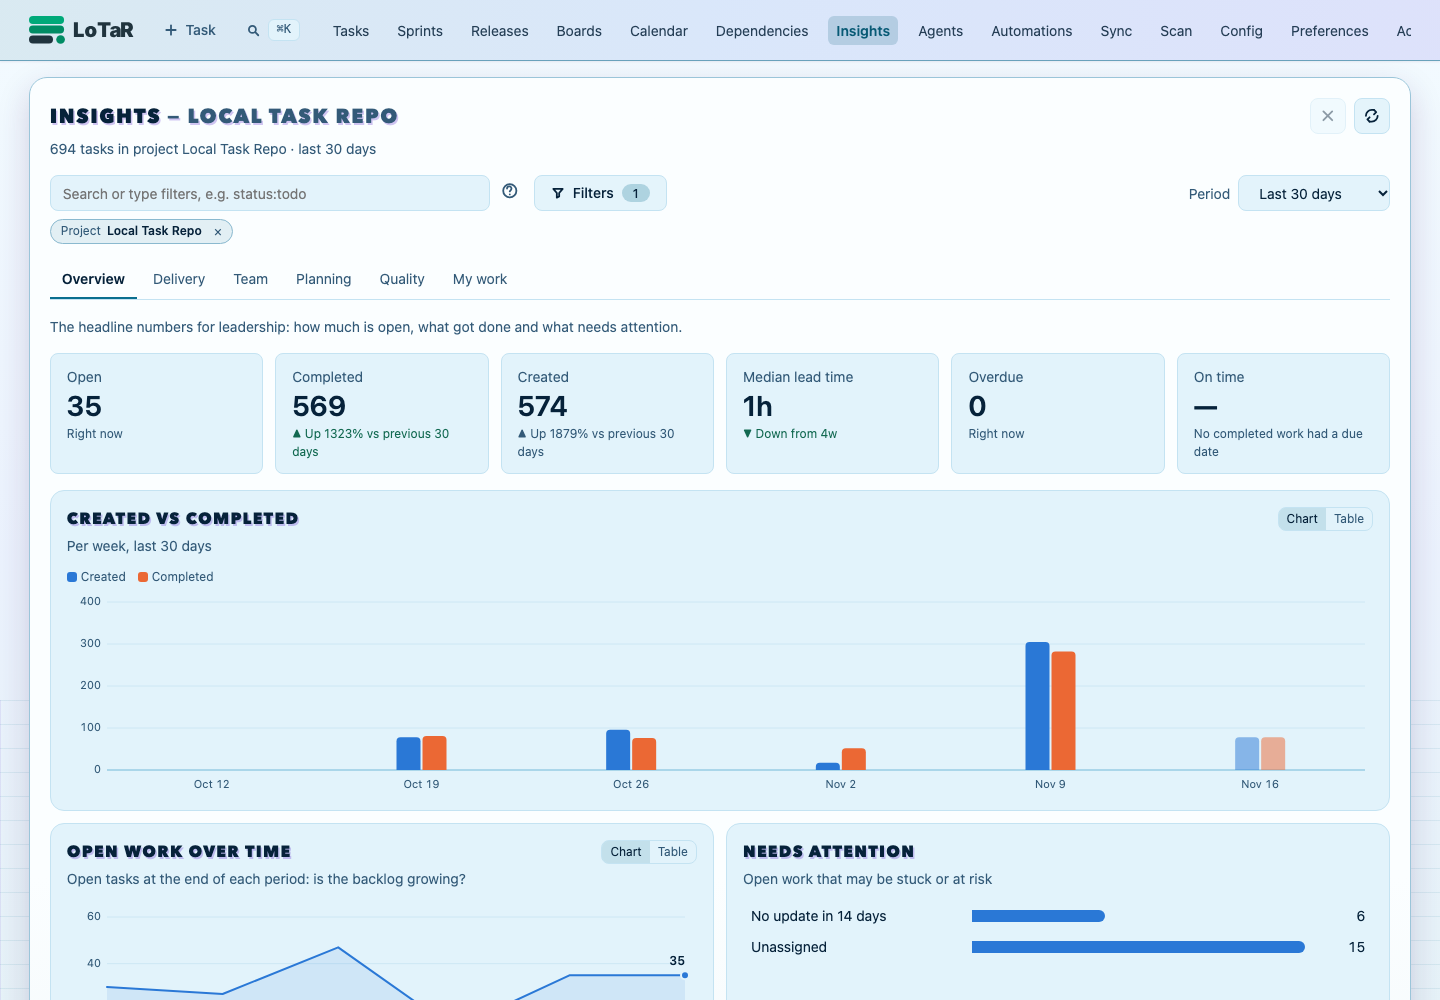 LoTaR
+ Task
⌘K
Tasks
Sprints
Releases
Boards
Calendar
Dependencies
Insights
Agents
Automations
Sync
Scan
Config
Preferences
INSIGHTS – LOCAL TASK REPO
694 tasks in project Local Task Repo · last 30 days
Search or type filters, e.g. status:todo
Filters 1
Period
Last 30 days
Project Local Task Repo ×
Overview
Delivery
Team
Planning
Quality
My work
The headline numbers for leadership: how much is open, what got done and what needs attention.
Open
35
Right now
Completed
569
▲ Up 1323% vs previous 30
days
Created
574
▲ Up 1879% vs previous 30
days
Median lead time
1h
▼ Down from 4w
Overdue
0
Right now
On time
—
No completed work had a due
date
CREATED VS COMPLETED
Chart
Table
Per week, last 30 days
Created
Completed
400
300
200
100
0
Oct 12
Oct 19
Oct 26
Nov 2
Nov 9
Nov 16
OPEN WORK OVER TIME
Chart
Table
Open tasks at the end of each period: is the backlog growing?
60
40
35
NEEDS ATTENTION
Open work that may be stuck or at risk
No update in 14 days
6
Unassigned
15